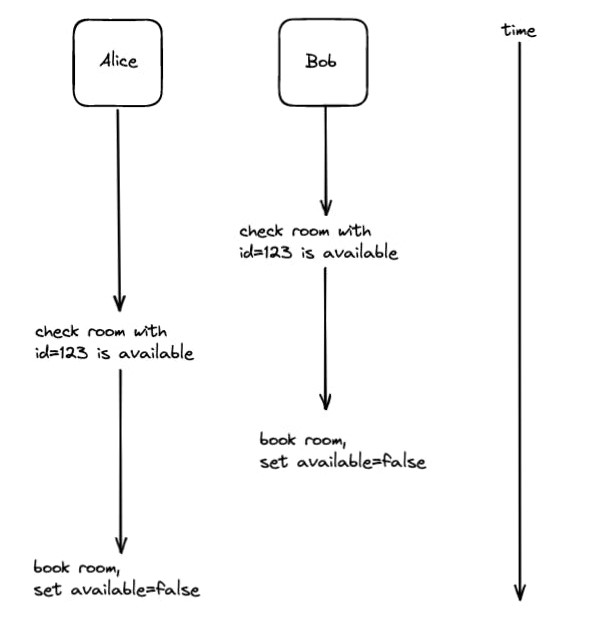 Alice
Bob
time
check room with
id=123 is available
check room with
id=123 is available
book room,
set available=false
book room,
set available=false